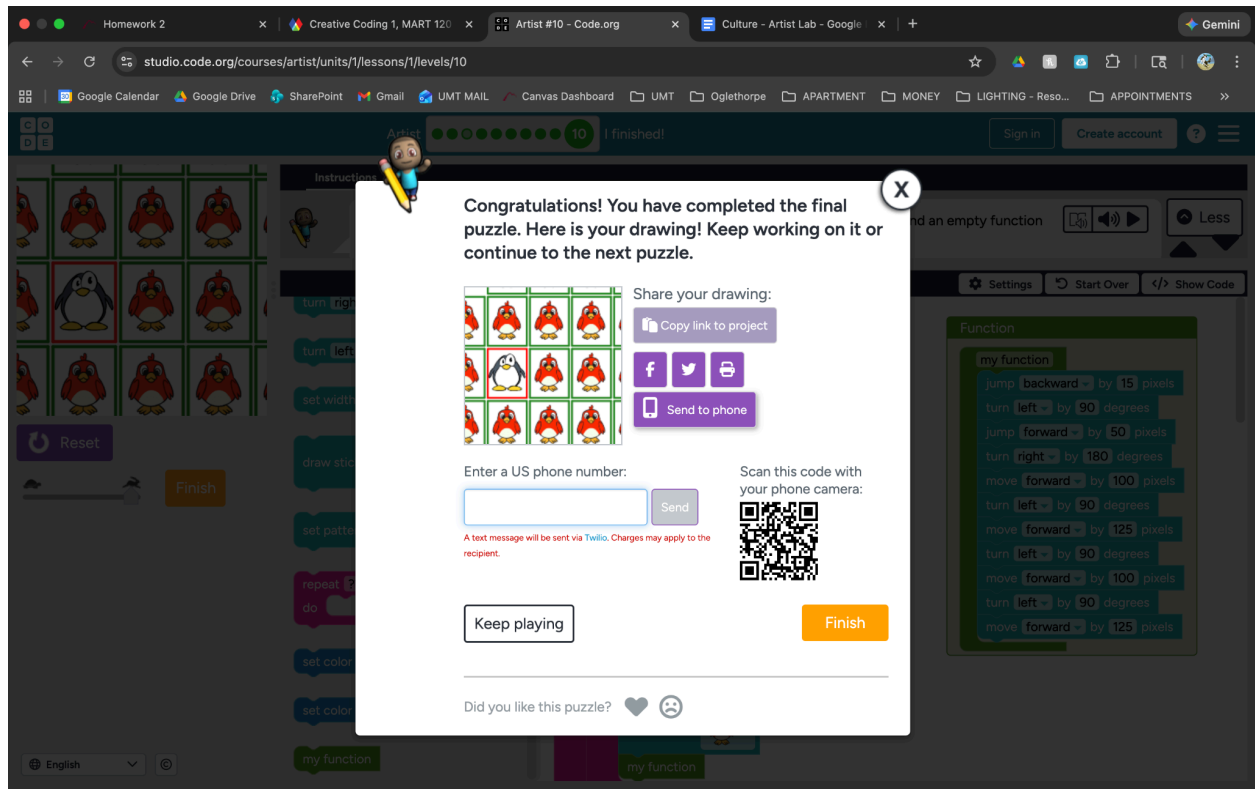 Homework 2
Creative Coding 1, MART 120
Artist #10 - Code.org
Culture - Artist Lab - Google
Gemini
studio.code.org/courses/artist/units/1/lessons/1/levels/10
Google Calendar
Google Drive
SharePoint
Gmail
UMT MAIL
Canvas Dashboard
UMT
Oglethorpe
APARTMENT
MONEY
LIGHTING - Reso...
APPOINTMENTS
CO
DE
Artist
10
I finished!
Sign in
Create account
?
Instructions
nd an empty function
Less
Settings
Start Over
Show Code
Congratulations! You have completed the final
puzzle. Here is your drawing! Keep working on it or
continue to the next puzzle.
X
Share your drawing:
Copy link to project
Send to phone
Enter a US phone number:
Send
A text message will be sent via Twilio. Charges may apply to the
recipient.
Scan this code with
your phone camera:
Keep playing
Finish
Did you like this puzzle?
Reset
Finish
turn righ
turn left
set width
draw stic
set patte
repeat ?
do
set color
set color
my function
Function
my function
jump backward by 15 pixels
turn left by 90 degrees
jump forward by 50 pixels
turn right by 180 degrees
move forward by 100 pixels
turn left by 90 degrees
move forward by 125 pixels
turn left by 90 degrees
move forward by 100 pixels
turn left by 90 degrees
move forward by 125 pixels
my function
English
©